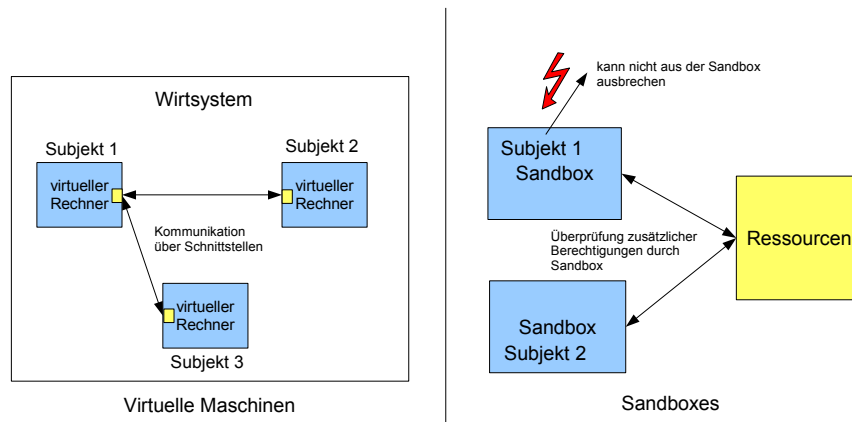 Wirtsystem
Subjekt 1
Subjekt 2
virtueller
Rechner
virtueller
Rechner
Kommunikation
über Schnittstellen
virtueller
Rechner
Subjekt 3
Virtuelle Maschinen
kann nicht aus der Sandbox
ausbrechen
Subjekt 1
Sandbox
Überprüfung zusätzlicher
Berechtigungen durch
Sandbox
Ressourcen
Sandbox
Subjekt 2
Sandboxes